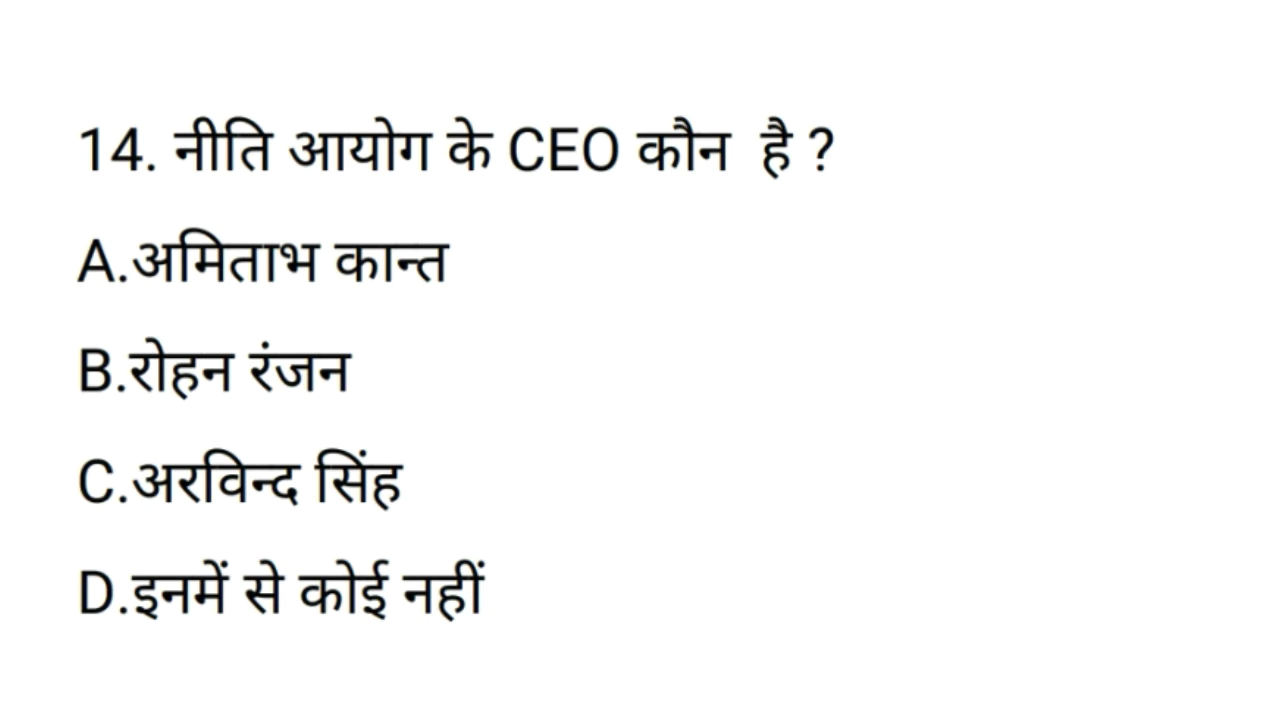 14. नीति आयोग के CEO कौन है ?
A.अमिताभ कान्त
B.रोहन रंजन
C.अरविन्द सिंह
D.इनमें से कोई नहीं